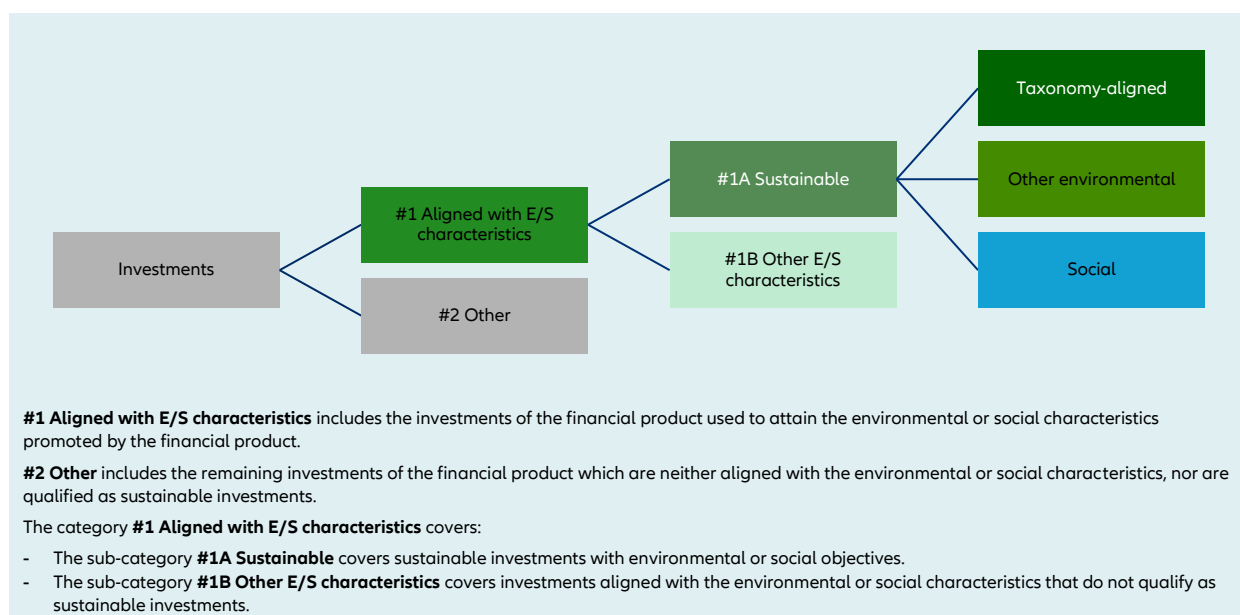 Taxonomy-aligned
#1A Sustainable
Other environmental
#1 Aligned with E/S
characteristics
#1B Other E/S
characteristics
Investments
Social
#2 Other
#1 Aligned with E/S characteristics includes the investments of the financial product used to attain the environmental or social characteristics
promoted by the financial product.
#2 Other includes the remaining investments of the financial product which are neither aligned with the environmental or social characteristics, nor are
qualified as sustainable investments.
The category #1 Aligned with E/S characteristics covers:
- The sub-category #1A Sustainable covers sustainable investments with environmental or social objectives.
- The sub-category #1B Other E/S characteristics covers investments aligned with the environmental or social characteristics that do not qualify as
sustainable investments.